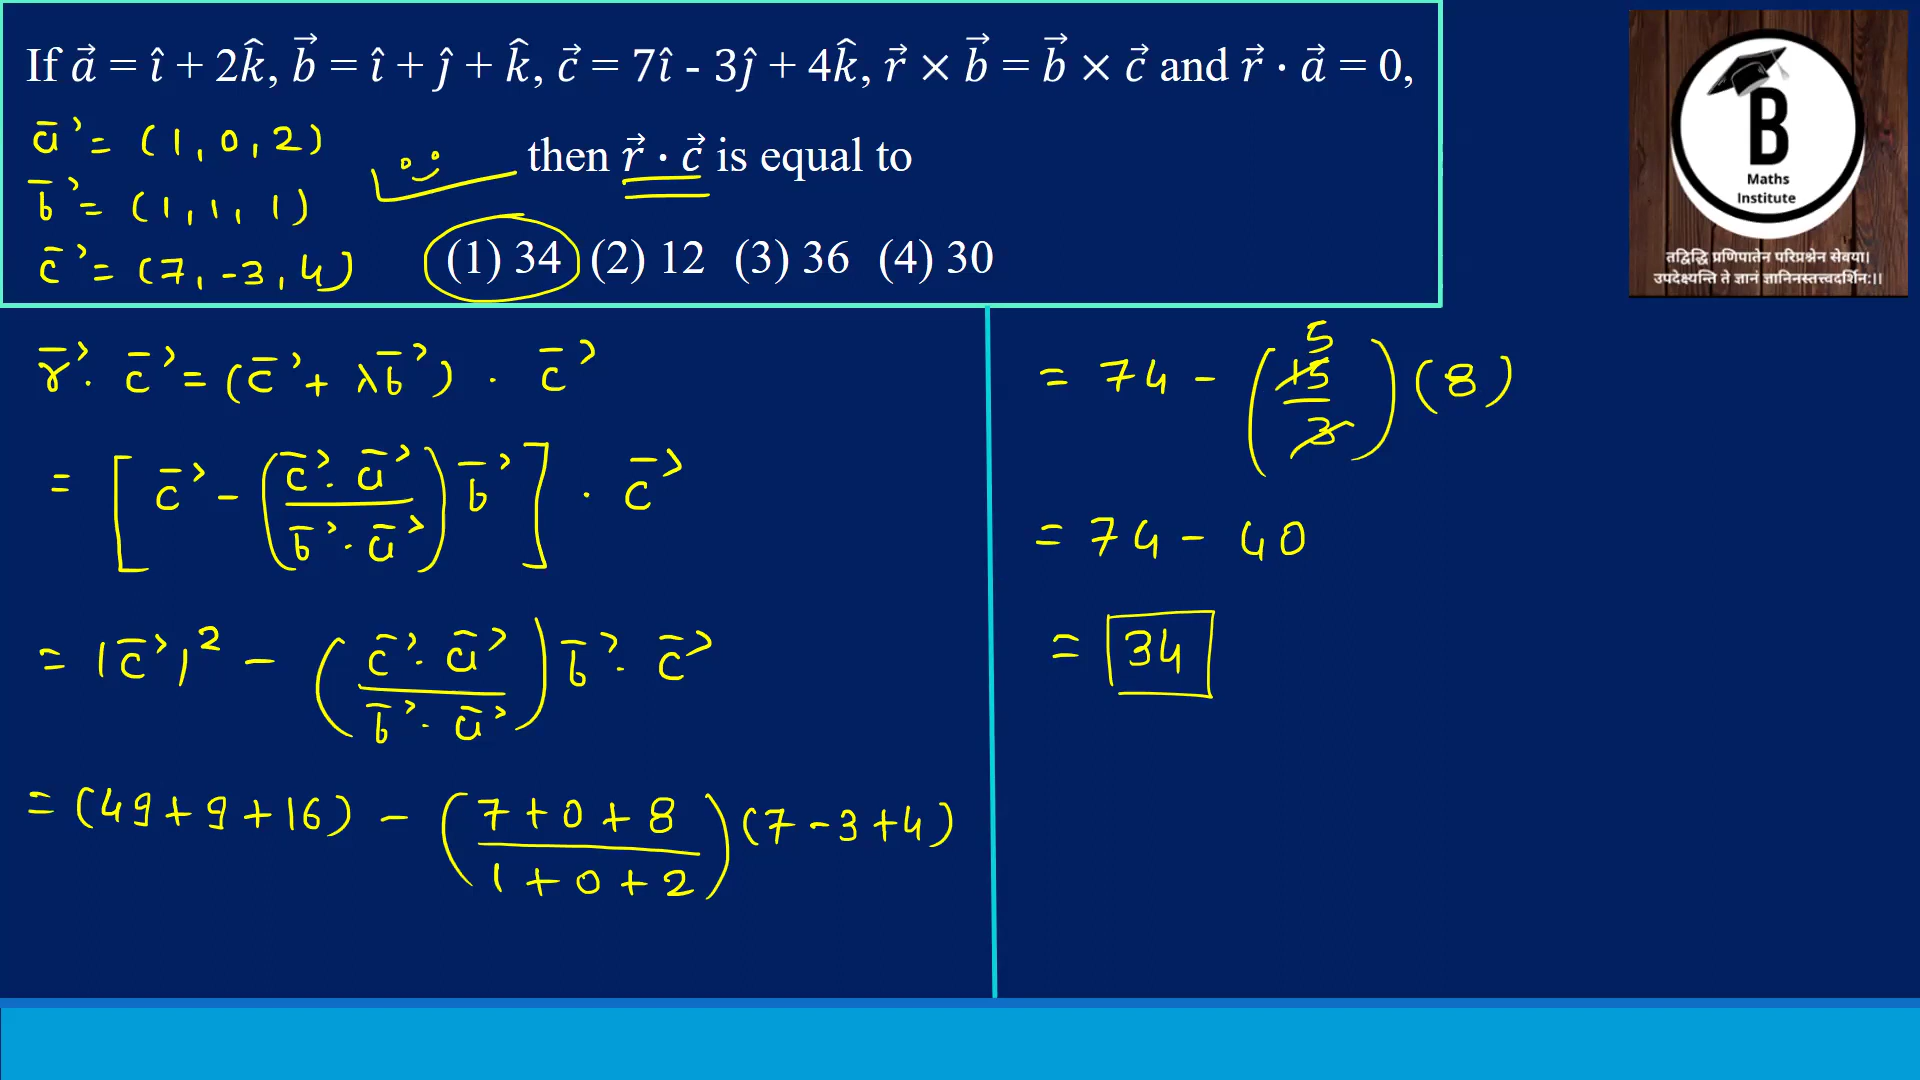 If a⃗ = î + 2k̂, b⃗ = î + ĵ + k̂, c⃗ = 7î - 3ĵ + 4k̂, r⃗ × b⃗ = b⃗ × c⃗ and r⃗ · a⃗ = 0,
then r⃗ · c⃗ is equal to
(1) 34 (2) 12 (3) 36 (4) 30
a⃗ = (1, 0, 2)
b⃗ = (1, 1, 1)
c⃗ = (7, -3, 4)
B
Maths
Institute
तद्विद्धि प्रणिपातेन परिप्रश्नेन सेवया।
उपदेक्ष्यन्ति ते ज्ञानं ज्ञानिनस्तत्त्वदर्शिन:।।
r⃗ · c⃗ = (c⃗ + λb⃗) · c⃗
= [c⃗ - (c⃗ · a⃗ / b⃗ · a⃗) b⃗] · c⃗
= |c⃗|² - (c⃗ · a⃗ / b⃗ · a⃗) b⃗ · c⃗
= (49 + 9 + 16) - (7 + 0 + 8 / 1 + 0 + 2) (7 - 3 + 4)
5
= 74 - (15 / 3) (8)
= 74 - 40
= 34